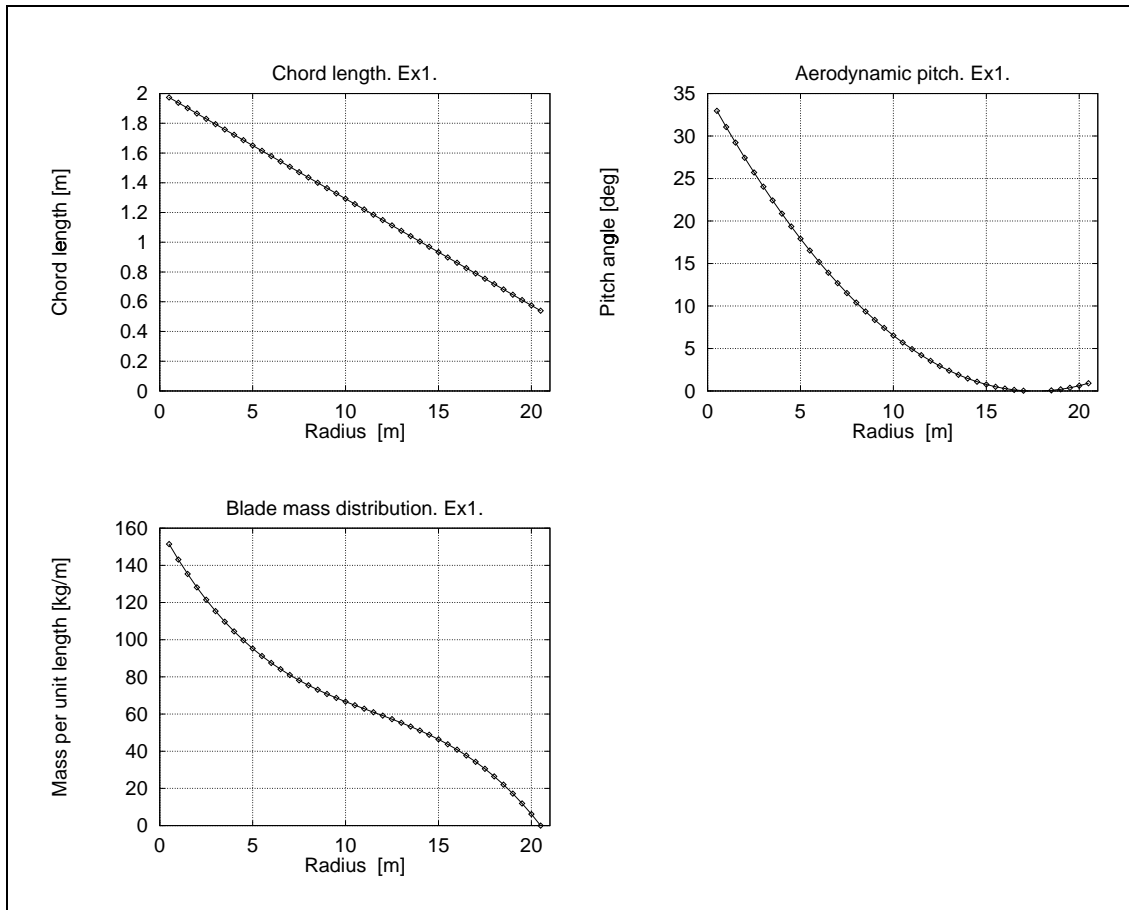 Chord length. Ex1.
Chord length [m]
2
1.8
1.6
1.4
1.2
1
0.8
0.6
0.4
0.2
0
0 5 10 15 20
Radius [m]
Aerodynamic pitch. Ex1.
Pitch angle [deg]
35
30
25
20
15
10
5
0
0 5 10 15 20
Radius [m]
Blade mass distribution. Ex1.
Mass per unit length [kg/m]
160
140
120
100
80
60
40
20
0
0 5 10 15 20
Radius [m]